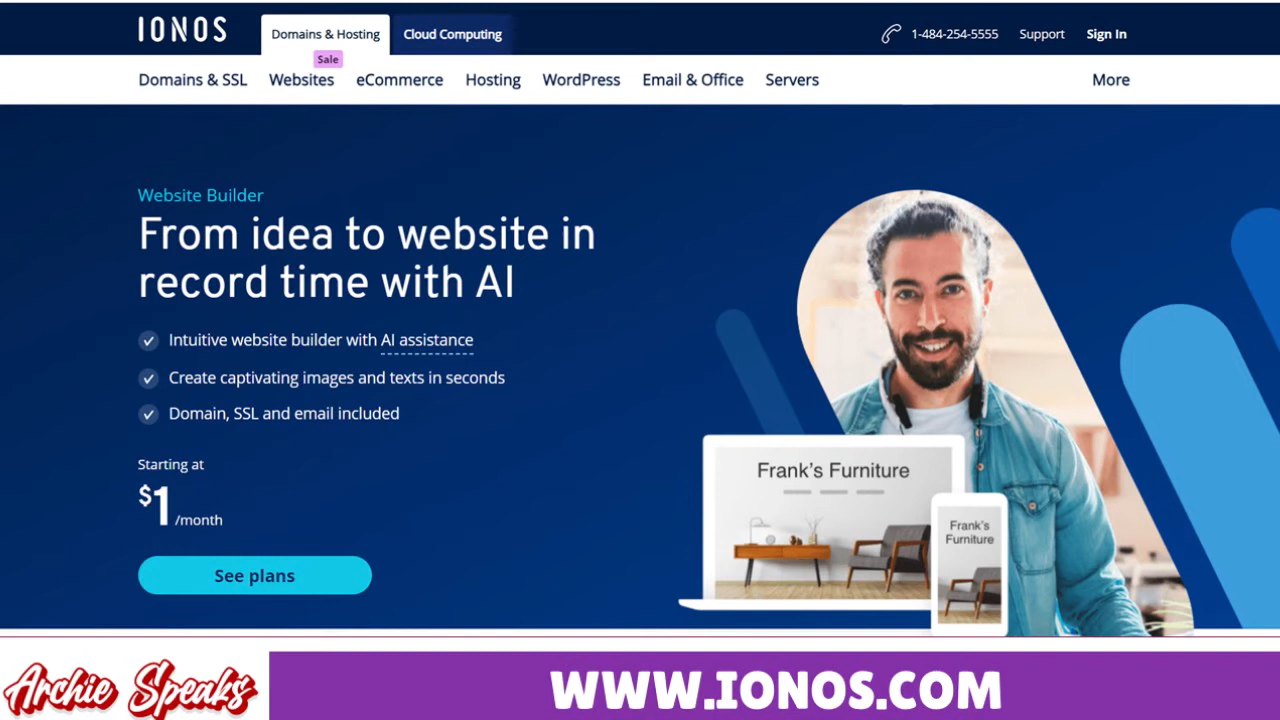 IONOS
Domains & Hosting
Cloud Computing
1-484-254-5555
Support
Sign In
Sale
Domains & SSL
Websites
eCommerce
Hosting
WordPress
Email & Office
Servers
More
Website Builder
From idea to website in
record time with AI
Intuitive website builder with AI assistance
Create captivating images and texts in seconds
Domain, SSL and email included
Starting at
$1/month
See plans
Frank's Furniture
Frank's
Furniture
Archie Speaks
WWW.IONOS.COM